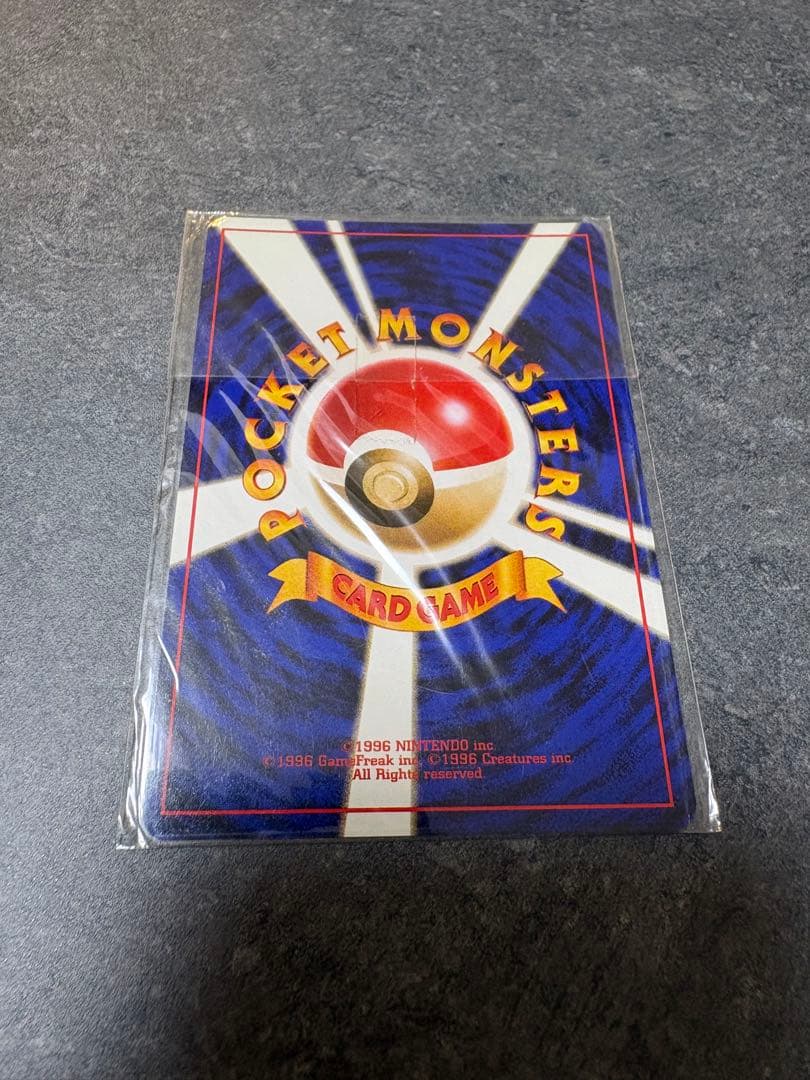 POCKET MONSTERS
CARD GAME
©1996 NINTENDO inc.
©1996 GameFreak inc. ©1996 Creatures inc.
All Rights reserved.